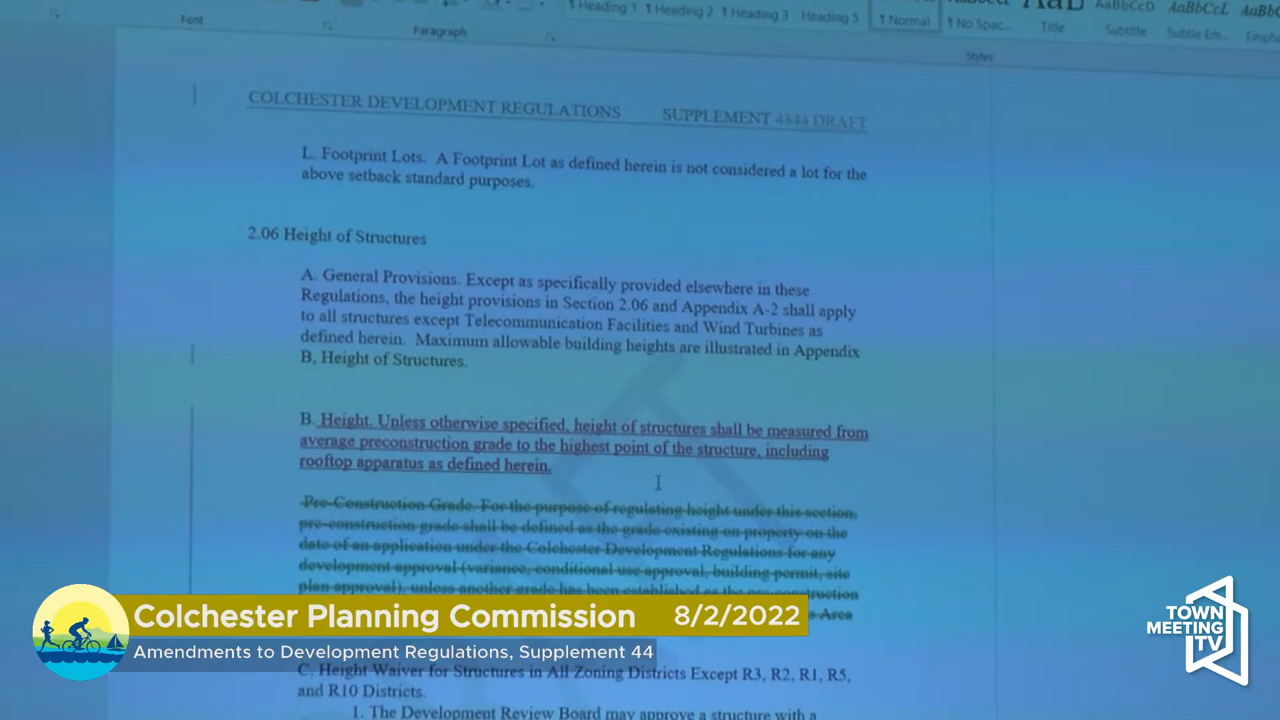 Font
Paragraph
Styles
¶ Heading 1 ¶ Heading 2 ¶ Heading 3 Heading 5 ¶ Normal ¶ No Spac... Title Subtitle Subtle Em...
AaBbCcD AaBbCcL
COLCHESTER DEVELOPMENT REGULATIONS SUPPLEMENT 4344 DRAFT
L. Footprint Lots. A Footprint Lot as defined herein is not considered a lot for the
above setback standard purposes.
2.06 Height of Structures
A. General Provisions. Except as specifically provided elsewhere in these
Regulations, the height provisions in Section 2.06 and Appendix A-2 shall apply
to all structures except Telecommunication Facilities and Wind Turbines as
defined herein. Maximum allowable building heights are illustrated in Appendix
B, Height of Structures.
B. Height. Unless otherwise specified, height of structures shall be measured from
average preconstruction grade to the highest point of the structure, including
rooftop apparatus as defined herein.
Pre-Construction Grade. For the purpose of regulating height under this section,
pre-construction grade shall be defined as the grade existing on property on the
date of an application under the Colchester Development Regulations for any
development approval (variance, conditional use approval, building permit, site
plan approval), unless another grade has been established as the pre-construction
Area
Colchester Planning Commission 8/2/2022
Amendments to Development Regulations, Supplement 44
C. Height Waiver for Structures in All Zoning Districts Except R3, R2, R1, R5,
and R10 Districts.
1. The Development Review Board may approve a structure with a
TOWN
MEETING
TV